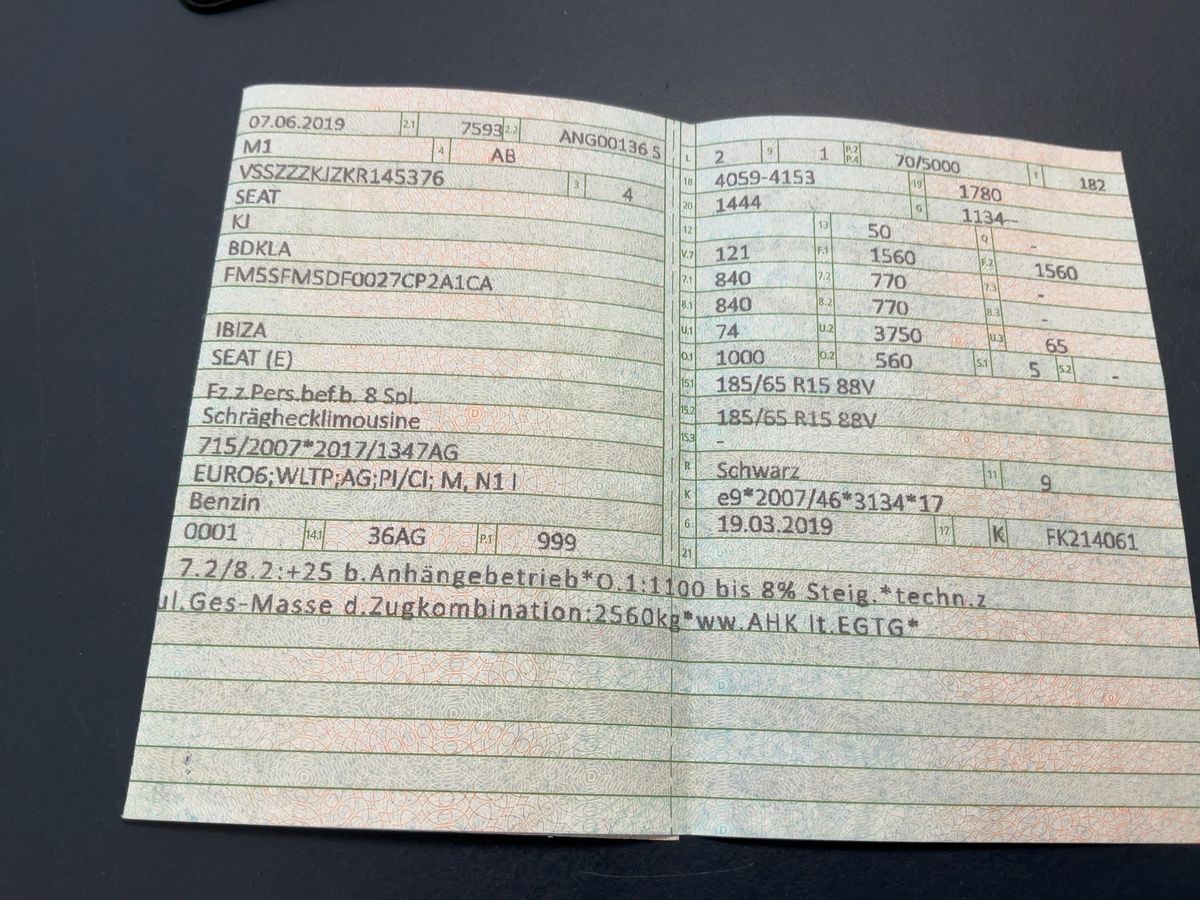 07.06.2019 2.1 7593 2.2 ANGD0136 5
M1 4 AB
VSSZZZKJZKR145376 3 4
SEAT
KJ
BDKLA
FM5SFM5DF0027CP2A1CA
IBIZA
SEAT (E)
Fz.z.Pers.bef.b. 8 Spl.
Schräghecklimousine
715/2007*2017/1347AG
EURO6;WLTP;AG;PI/CI; M, N1 I
Benzin
0001 14.1 36AG P.1 999
L 2 9 1 P.2 P.4 70/5000 T 182
18 4059-4153 19 1780
20 1444 G 1134--
12 13 50 Q -
V.7 121 F.1 1560 F.2 1560
7.1 840 7.2 770 7.3 -
8.1 840 8.2 770 8.3 -
U.1 74 U.2 3750 U.3 65
O.1 1000 O.2 560 S.1 5 S.2 -
15.1 185/65 R15 88V
15.2 185/65 R15 88V
15.3 -
R Schwarz 11 9
K e9*2007/46*3134*17
6 19.03.2019 17 K FK214061
21
7.2/8.2:+25 b.Anhängebetrieb*O.1:1100 bis 8% Steig.*techn.z
ul.Ges-Masse d.Zugkombination:2560kg*ww.AHK lt.EGTG*